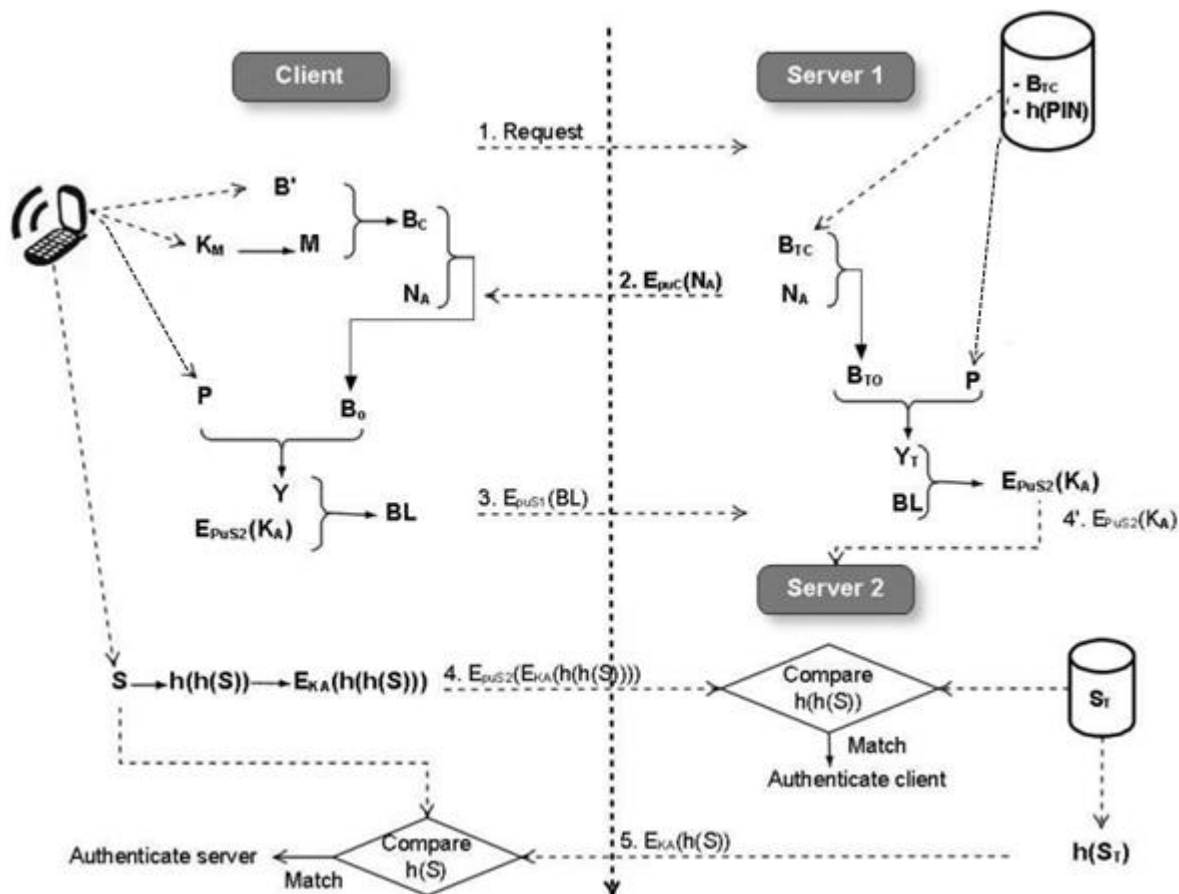 Client
Server 1
- B_TC
- h(PIN)
1. Request
B'
B_C
K_M
M
B_TC
N_A
2. E_puC(N_A)
N_A
P
B_o
B_TO
P
Y
Y_T
E_PuS2(K_A)
BL
3. E_puS1(BL)
BL
E_PuS2(K_A)
4'. E_PuS2(K_A)
Server 2
S
h(h(S))
E_KA(h(h(S)))
4. E_puS2(E_KA(h(h(S))))
Compare
h(h(S))
S_T
Match
Authenticate client
Authenticate server
Match
Compare
h(S)
5. E_KA(h(S))
h(S_T)